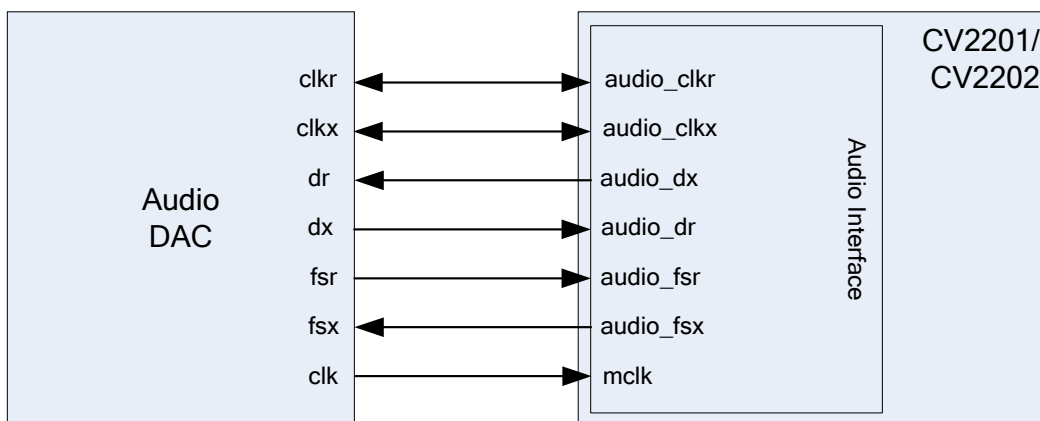 CV2201/
CV2202
Audio
DAC
clkr
clkx
dr
dx
fsr
fsx
clk
audio_clkr
audio_clkx
audio_dx
audio_dr
audio_fsr
audio_fsx
mclk
Audio Interface